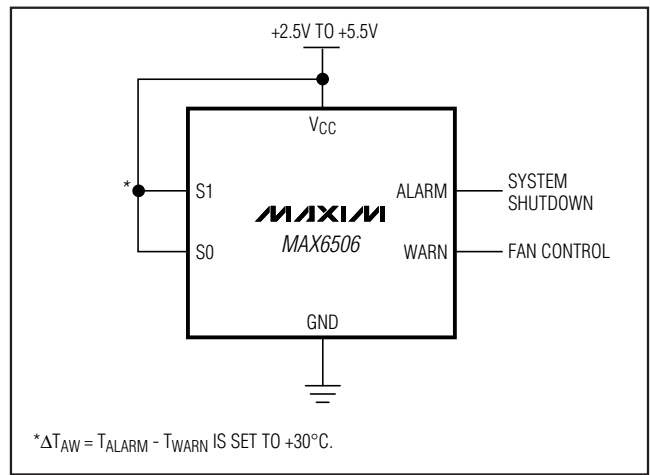 +2.5V TO +5.5V
VCC
*
S1
ALARM
SYSTEM
SHUTDOWN
MAXIM
MAX6506
S0
WARN
FAN CONTROL
GND
*ΔTAW = TALARM - TWARN IS SET TO +30°C.